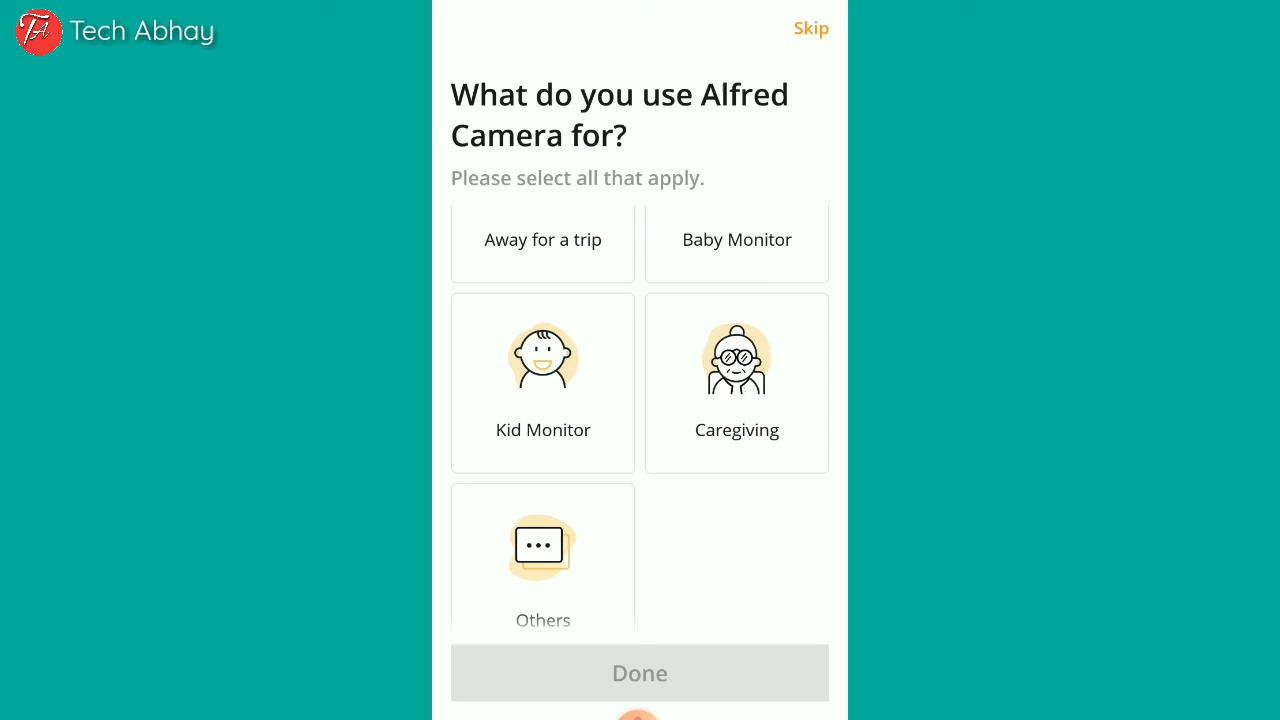 TA Tech Abhay
Skip
What do you use Alfred
Camera for?
Please select all that apply.
Away for a trip
Baby Monitor
Kid Monitor
Caregiving
Others
Done